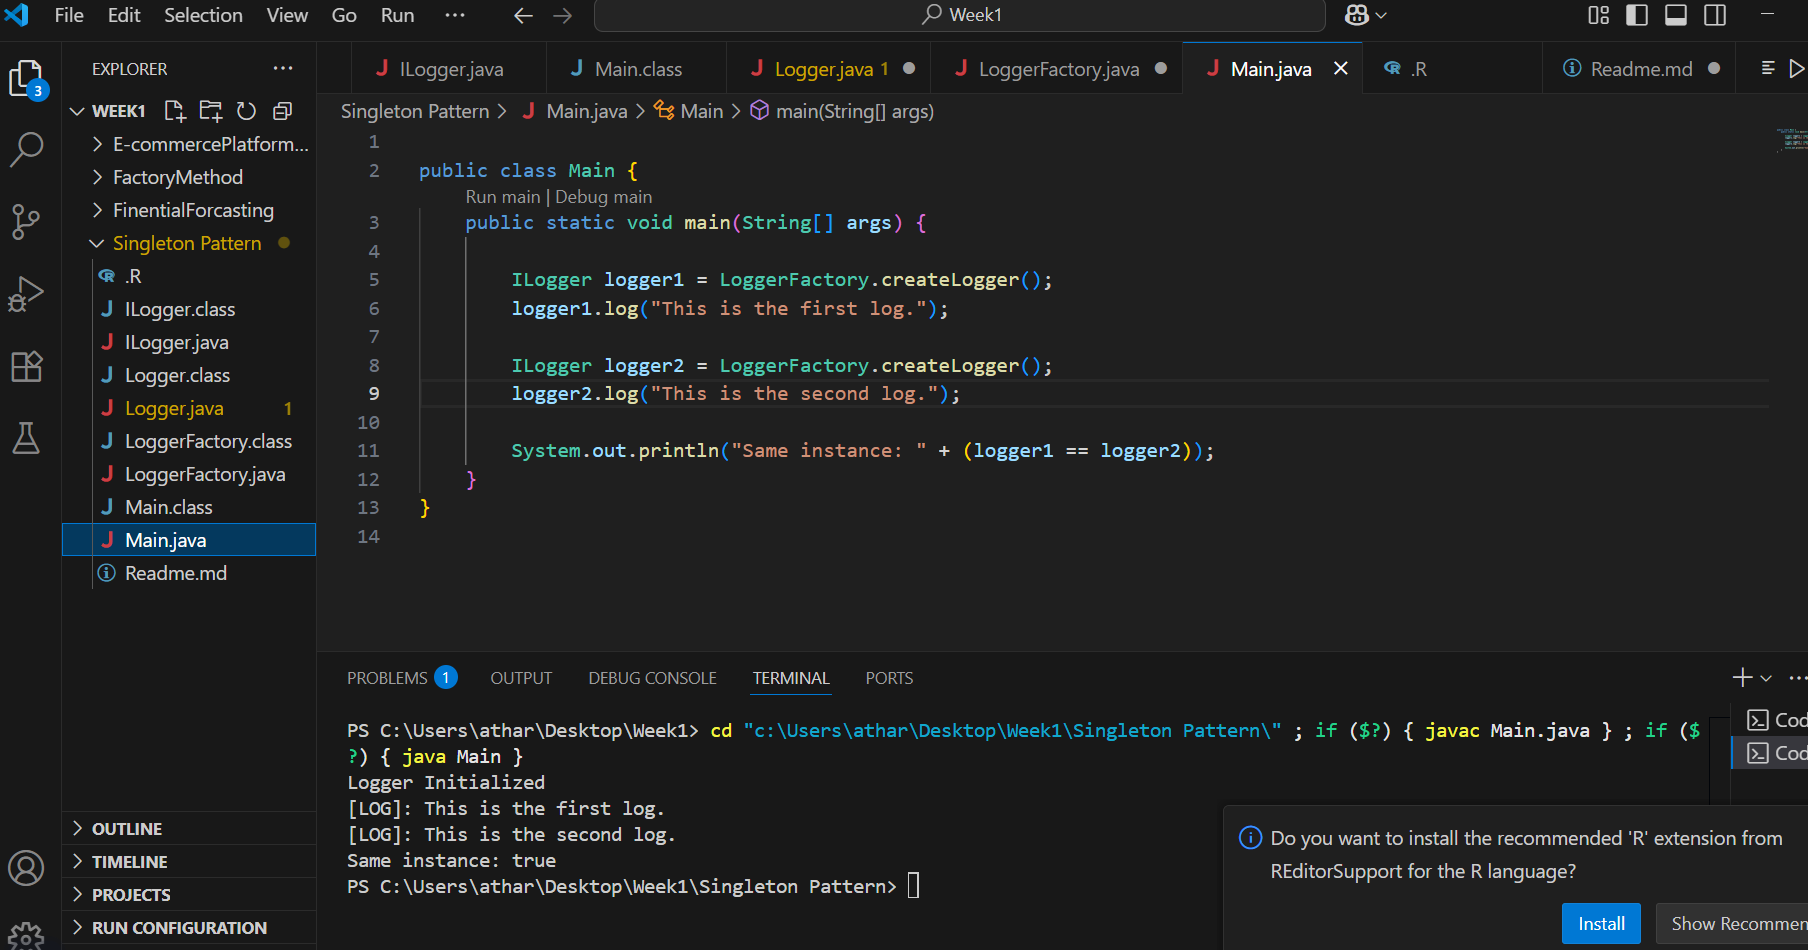 File Edit Selection View Go Run ··· Week1
EXPLORER ···
ILogger.java Main.class Logger.java 1 LoggerFactory.java Main.java .R Readme.md
WEEK1
Singleton Pattern > Main.java > Main > main(String[] args)
3
E-commercePlatform...
FactoryMethod
FinentialForcasting
Singleton Pattern
.R
ILogger.class
ILogger.java
Logger.class
Logger.java 1
LoggerFactory.class
LoggerFactory.java
Main.class
Main.java
Readme.md
OUTLINE
TIMELINE
PROJECTS
RUN CONFIGURATION
1
2 public class Main {
Run main | Debug main
3 public static void main(String[] args) {
4
5 ILogger logger1 = LoggerFactory.createLogger();
6 logger1.log("This is the first log.");
7
8 ILogger logger2 = LoggerFactory.createLogger();
9 logger2.log("This is the second log.");
10
11 System.out.println("Same instance: " + (logger1 == logger2));
12 }
13 }
14
PROBLEMS 1 OUTPUT DEBUG CONSOLE TERMINAL PORTS
PS C:\Users\athar\Desktop\Week1> cd "c:\Users\athar\Desktop\Week1\Singleton Pattern\" ; if ($?) { javac Main.java } ; if ($
?) { java Main }
Logger Initialized
[LOG]: This is the first log.
[LOG]: This is the second log.
Same instance: true
PS C:\Users\athar\Desktop\Week1\Singleton Pattern>
Cod
Cod
Do you want to install the recommended 'R' extension from
REditorSupport for the R language?
Install Show Recommen